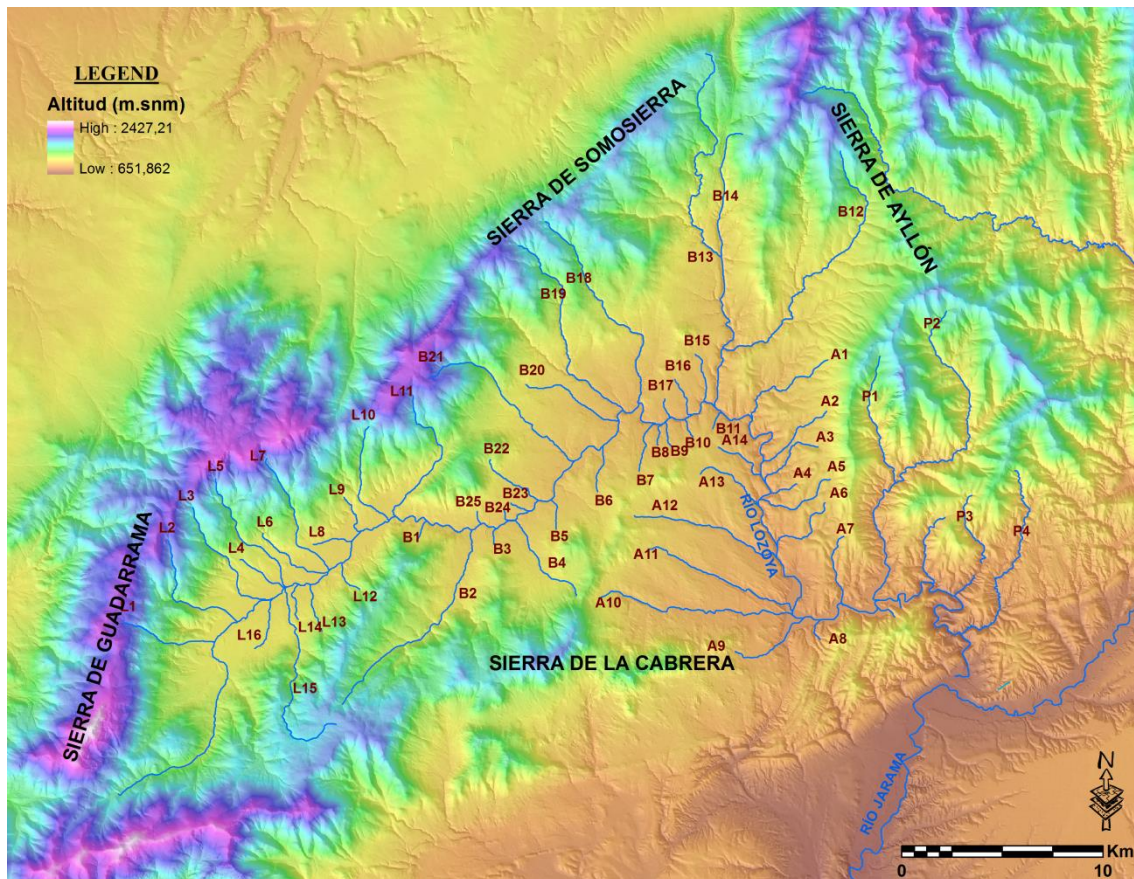 LEGEND
Altitud (m.snm)
High : 2427,21
Low : 651,862
SIERRA DE SOMOSIERRA
SIERRA DE AYLLÓN
B14
B12
B13
B18
B19
P2
B15
A1
B21
B16
B20
B17
L11
P1
A2
L10
B11
A3
B10
A14
B22
B8
B9
L7
L5
A5
A4
B7
A13
L9
B23
B25
B24
B6
A12
A6
L3
L6
P3
L2
L8
B1
B5
A7
P4
L4
B3
A11
RÍO LOZOYA
B4
B2
L12
A10
L1
L13
L14
L16
A8
A9
SIERRA DE GUADARRAMA
SIERRA DE LA CABRERA
L15
RÍO JARAMA
N
Km
0
10